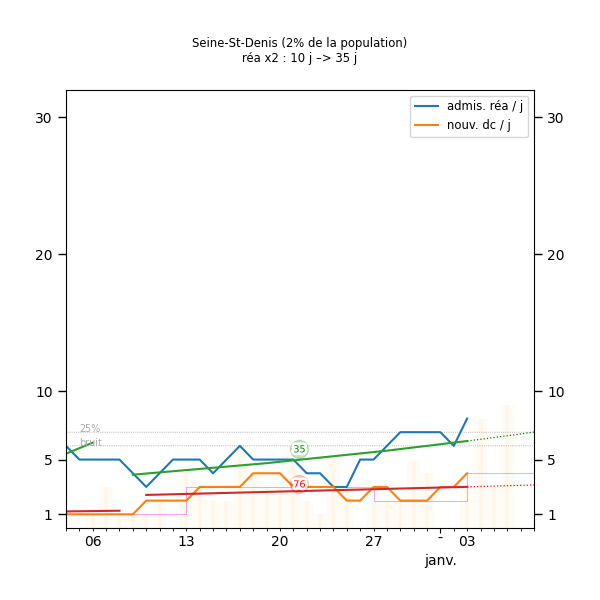 Seine-St-Denis (2% de la population)
réa x2 : 10 j –> 35 j
admis. réa / j
nouv. dc / j
30 30
20 20
10 10
25%
bruit
35
5 5
76
1 1
06 13 20 27 - 03
janv.